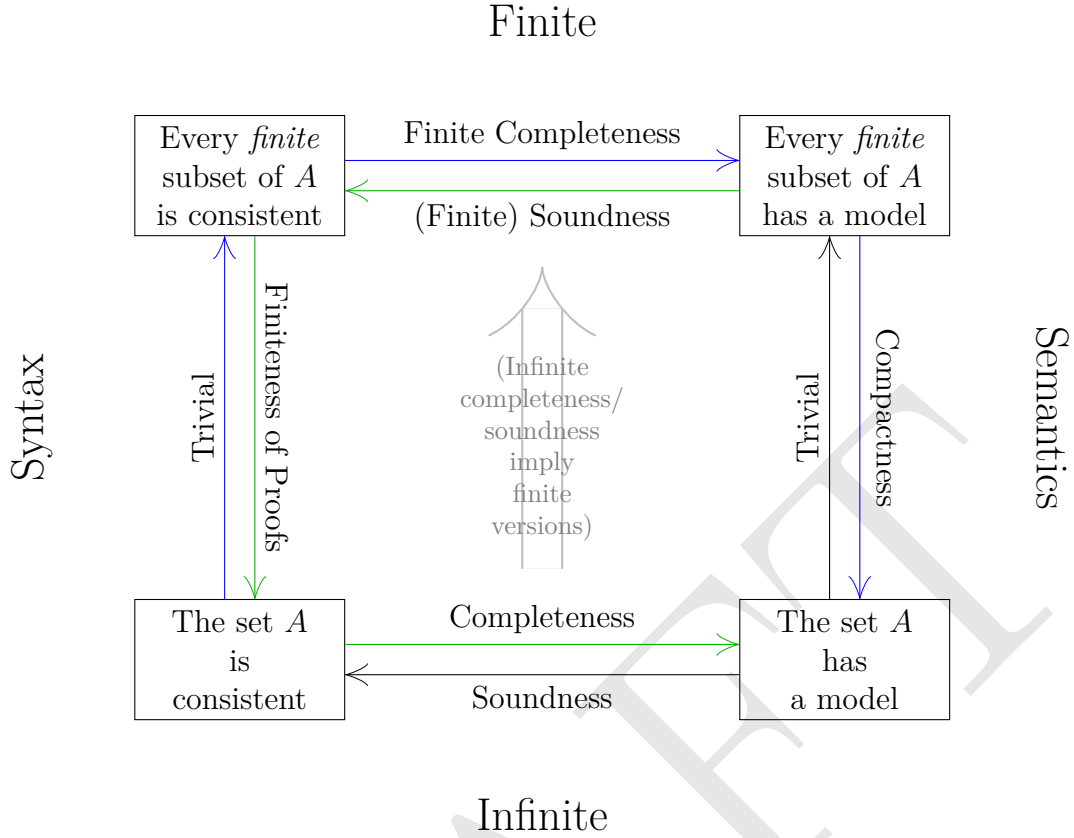 Finite
Every finite
subset of A
is consistent
Finite Completeness
(Finite) Soundness
Every finite
subset of A
has a model
Syntax
Trivial
Finiteness of Proofs
(Infinite
completeness/
soundness
imply
finite
versions)
Trivial
Compactness
Semantics
The set A
is
consistent
Completeness
Soundness
The set A
has
a model
Infinite